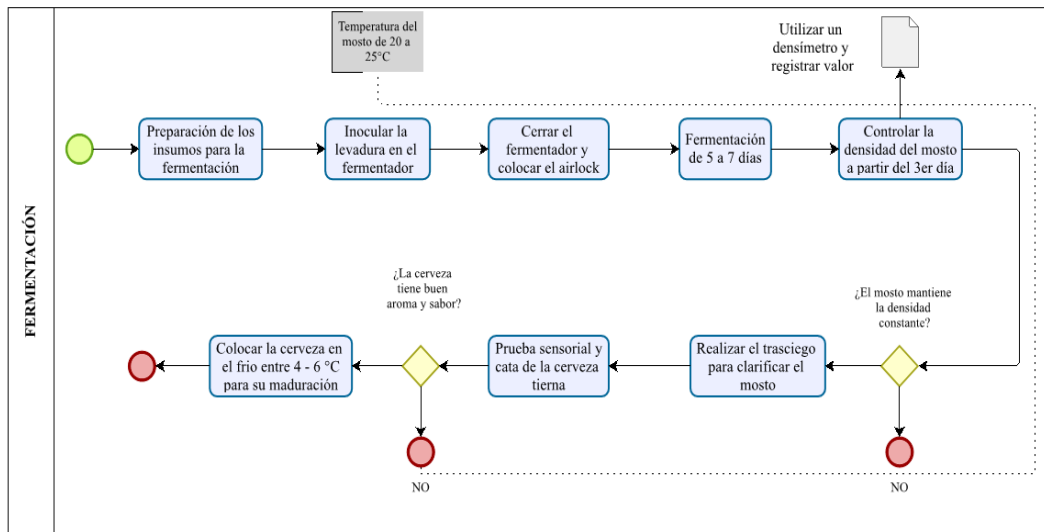 FERMENTACIÓN
Temperatura del
mosto de 20 a
25°C
Utilizar un
densímetro y
registrar valor
Preparación de los
insumos para la
fermentación
Inocular la
levadura en el
fermentador
Cerrar el
fermentador y
colocar el airlock
Fermentación
de 5 a 7 días
Controlar la
densidad del mosto
a partir del 3er día
¿El mosto mantiene
la densidad
constante?
Realizar el trasciego
para clarificar el
mosto
Prueba sensorial y
cata de la cerveza
tierna
¿La cerveza
tiene buen
aroma y sabor?
Colocar la cerveza en
el frio entre 4 - 6 °C
para su maduración
NO
NO